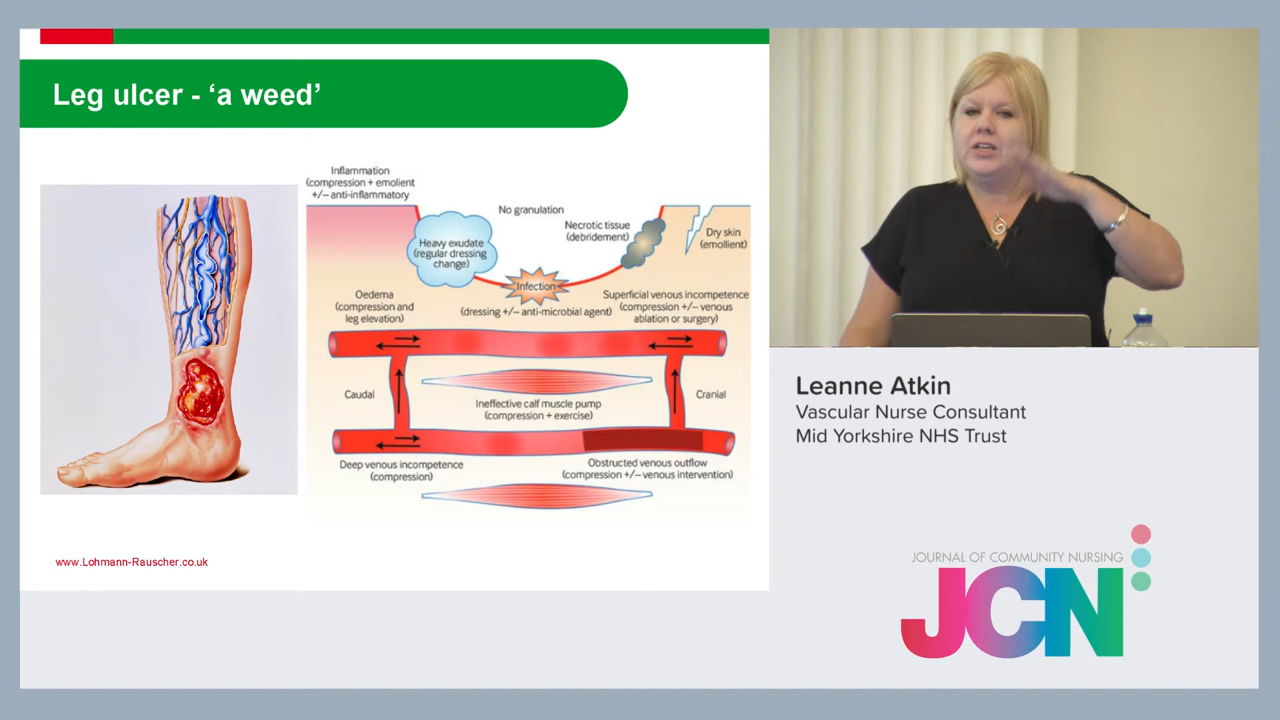 Leg ulcer - ‘a weed’
Inflammation
(compression + emolient
+/− anti-inflammatory
No granulation
Necrotic tissue
(debridement)
Dry skin
(emollient)
Heavy exudate
(regular dressing
change)
Infection
(dressing +/− anti-microbial agent)
Oedema
(compression and
leg elevation)
Superficial venous incompetence
(compression +/− venous
ablation or surgery)
Caudal
Ineffective calf muscle pump
(compression + exercise)
Cranial
Deep venous incompetence
(compression)
Obstructed venous outflow
(compression +/− venous intervention)
www.Lohmann-Rauscher.co.uk
Leanne Atkin
Vascular Nurse Consultant
Mid Yorkshire NHS Trust
JOURNAL OF COMMUNITY NURSING
JCN